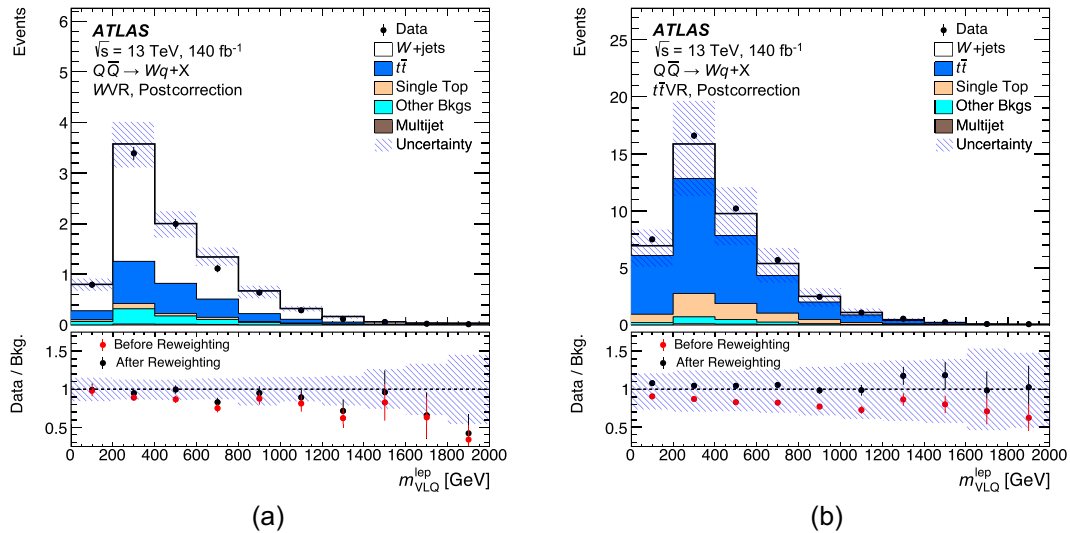 Events
6
5
4
3
2
1
0
ATLAS
√s = 13 TeV, 140 fb⁻¹
QQ̅ → Wq+X
WVR, Postcorrection
Data
W+jets
tt̅
Single Top
Other Bkgs
Multijet
Uncertainty
Data / Bkg.
1.5
1
0.5
Before Reweighting
After Reweighting
0 200 400 600 800 1000 1200 1400 1600 1800 2000
m_VLQ^lep [GeV]
(a)
Events
25
20
15
10
5
0
ATLAS
√s = 13 TeV, 140 fb⁻¹
QQ̅ → Wq+X
tt̅VR, Postcorrection
Data
W+jets
tt̅
Single Top
Other Bkgs
Multijet
Uncertainty
Data / Bkg.
1.5
1
0.5
Before Reweighting
After Reweighting
0 200 400 600 800 1000 1200 1400 1600 1800 2000
m_VLQ^lep [GeV]
(b)